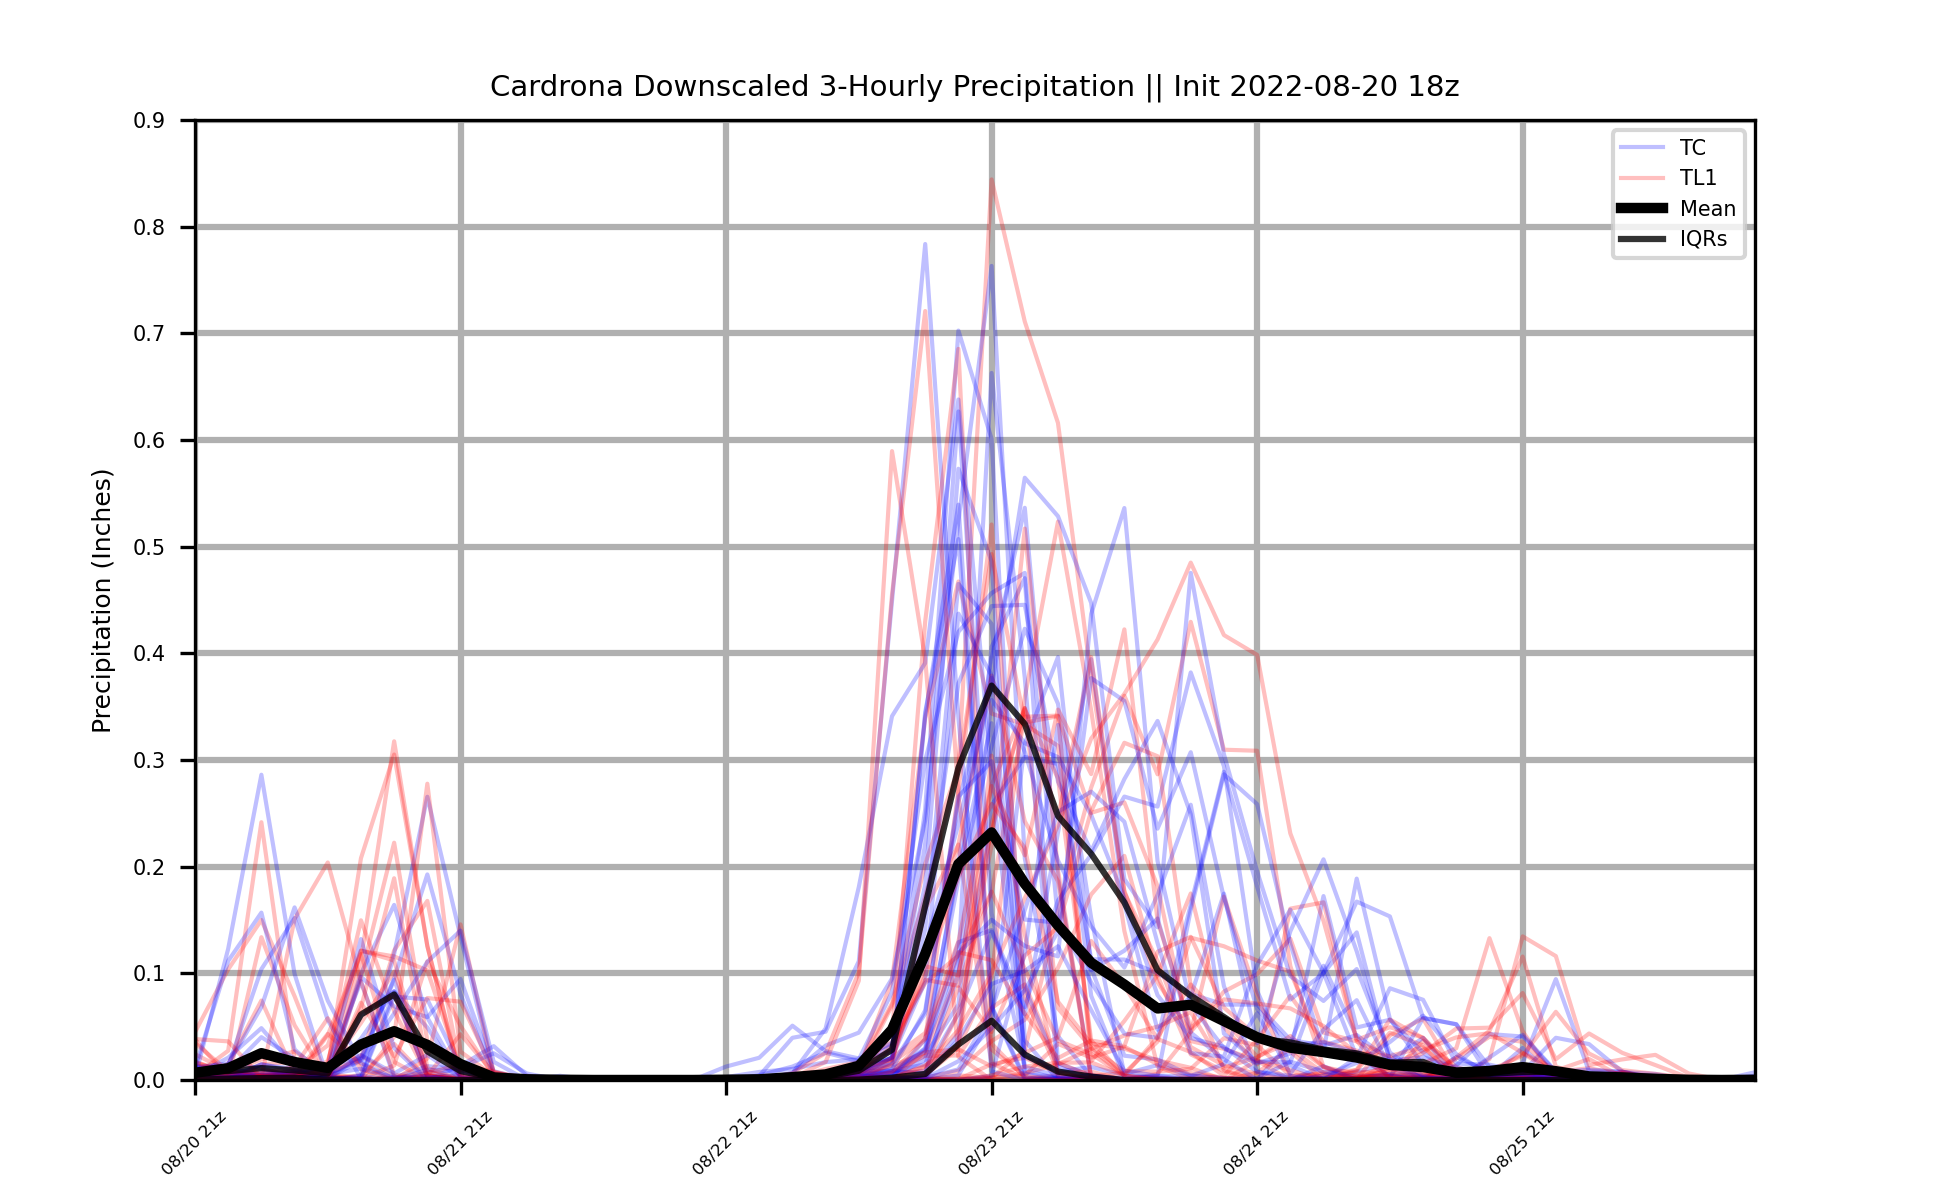 Cardrona Downscaled 3-Hourly Precipitation || Init 2022-08-20 18z
TC
TL1
Mean
IQRs
Precipitation (Inches)
0.9
0.8
0.7
0.6
0.5
0.4
0.3
0.2
0.1
0.0
08/20 21z
08/21 21z
08/22 21z
08/23 21z
08/24 21z
08/25 21z